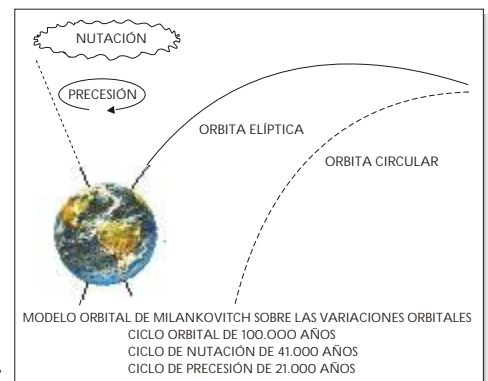 NUTACIÓN
PRECESIÓN
ORBITA ELÍPTICA
ORBITA CIRCULAR
MODELO ORBITAL DE MILANKOVITCH SOBRE LAS VARIACIONES ORBITALES
CICLO ORBITAL DE 100.OOO AÑOS
CICLO DE NUTACIÓN DE 41.000 AÑOS
CICLO DE PRECESIÓN DE 21.000 AÑOS